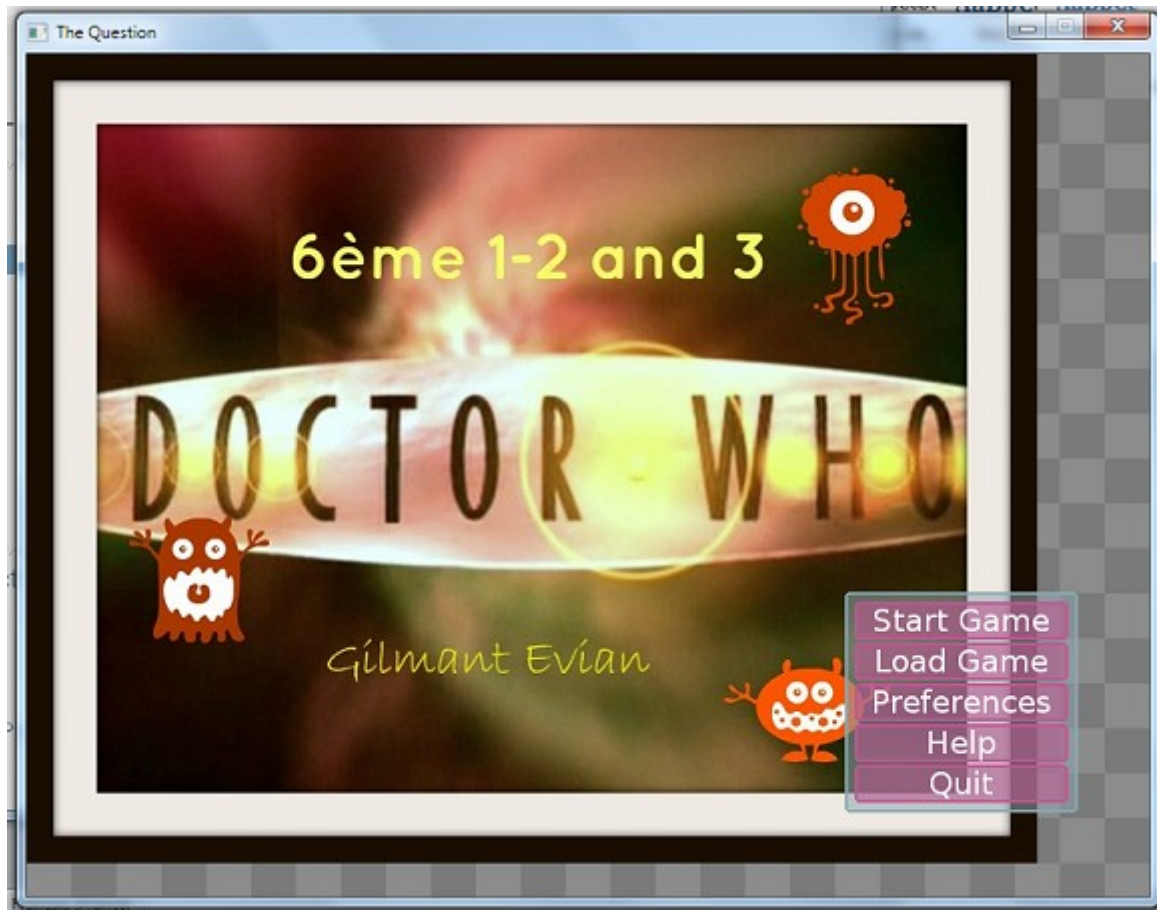 The Question
6ème 1-2 and 3
DOCTOR WHO
Gilmant Evian
Start Game
Load Game
Preferences
Help
Quit